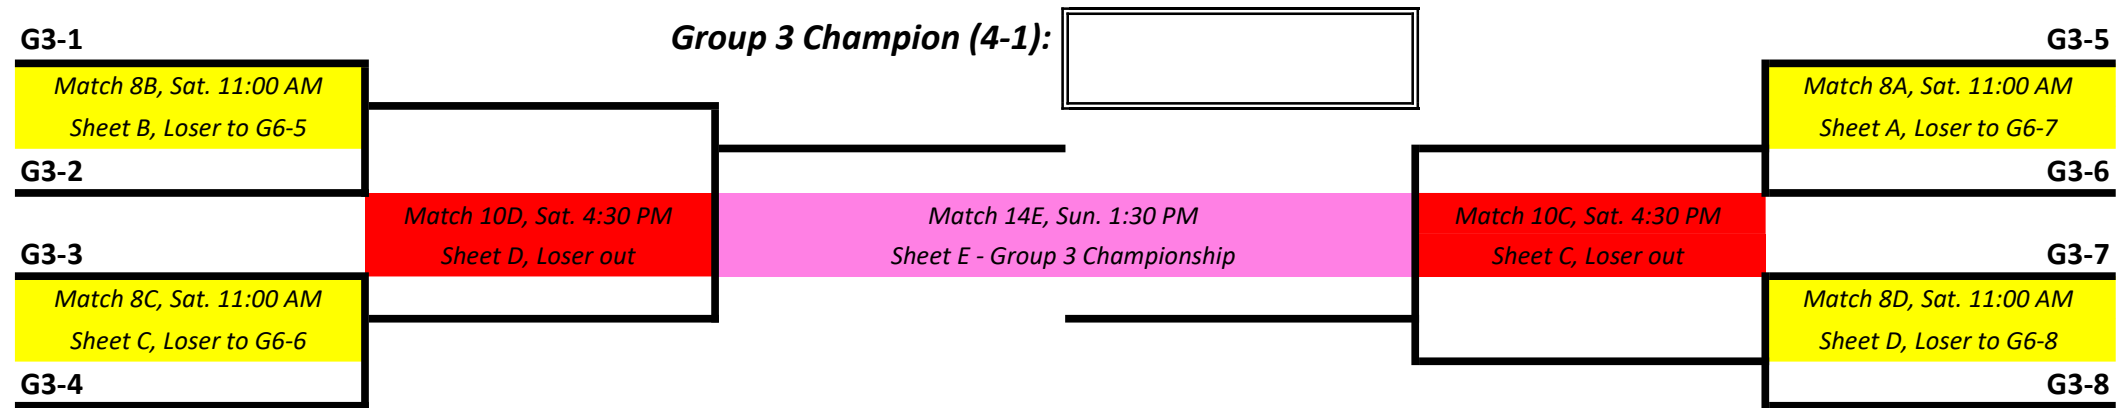 Group 3 Champion (4-1):
G3-1
G3-5
Match 8B, Sat. 11:00 AM
Sheet B, Loser to G6-5
Match 8A, Sat. 11:00 AM
Sheet A, Loser to G6-7
G3-2
G3-6
Match 10D, Sat. 4:30 PM
Sheet D, Loser out
Match 14E, Sun. 1:30 PM
Sheet E - Group 3 Championship
Match 10C, Sat. 4:30 PM
Sheet C, Loser out
G3-3
G3-7
Match 8C, Sat. 11:00 AM
Sheet C, Loser to G6-6
Match 8D, Sat. 11:00 AM
Sheet D, Loser to G6-8
G3-4
G3-8